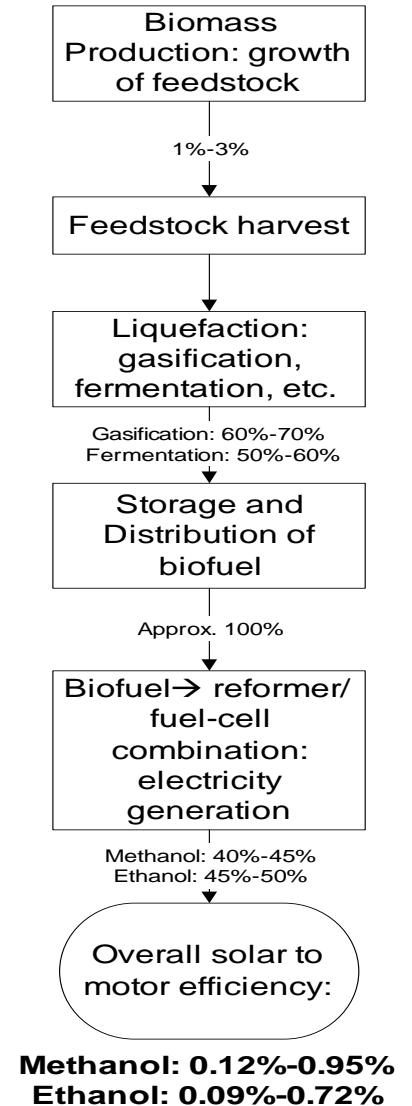 Biomass
Production: growth
of feedstock
1%-3%
Feedstock harvest
Liquefaction:
gasification,
fermentation, etc.
Gasification: 60%-70%
Fermentation: 50%-60%
Storage and
Distribution of
biofuel
Approx. 100%
Biofuel→ reformer/
fuel-cell
combination:
electricity
generation
Methanol: 40%-45%
Ethanol: 45%-50%
Overall solar to
motor efficiency:
Methanol: 0.12%-0.95%
Ethanol: 0.09%-0.72%